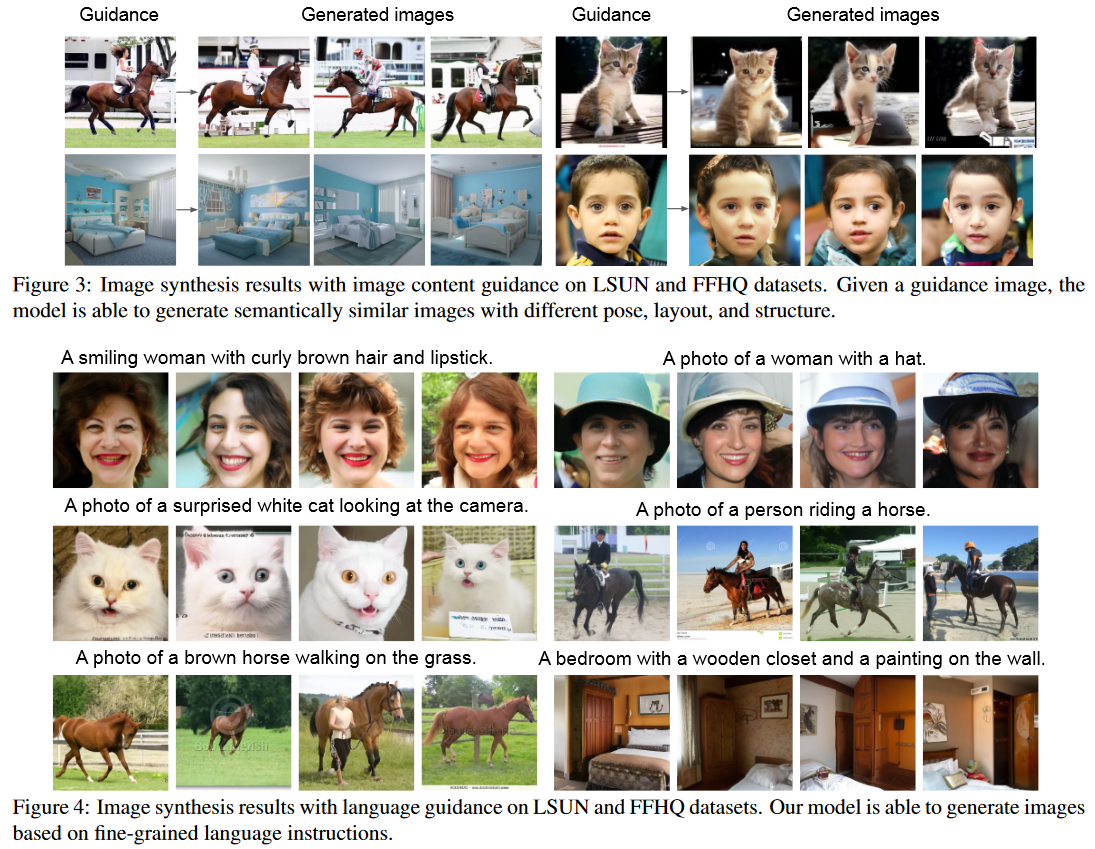 Guidance
Generated images
Guidance
Generated images
Figure 3: Image synthesis results with image content guidance on LSUN and FFHQ datasets. Given a guidance image, the
model is able to generate semantically similar images with different pose, layout, and structure.
A smiling woman with curly brown hair and lipstick.
A photo of a woman with a hat.
A photo of a surprised white cat looking at the camera.
A photo of a person riding a horse.
A photo of a brown horse walking on the grass.
A bedroom with a wooden closet and a painting on the wall.
Figure 4: Image synthesis results with language guidance on LSUN and FFHQ datasets. Our model is able to generate images
based on fine-grained language instructions.